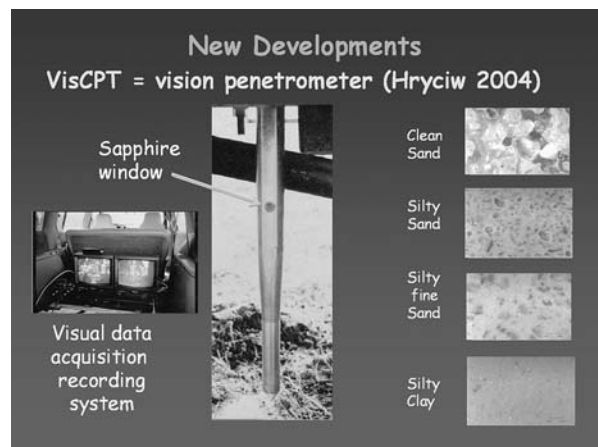 New Developments
VisCPT = vision penetrometer (Hryciw 2004)
Sapphire
window
Visual data
acquisition
recording
system
Clean
Sand
Silty
Sand
Silty
fine
Sand
Silty
Clay